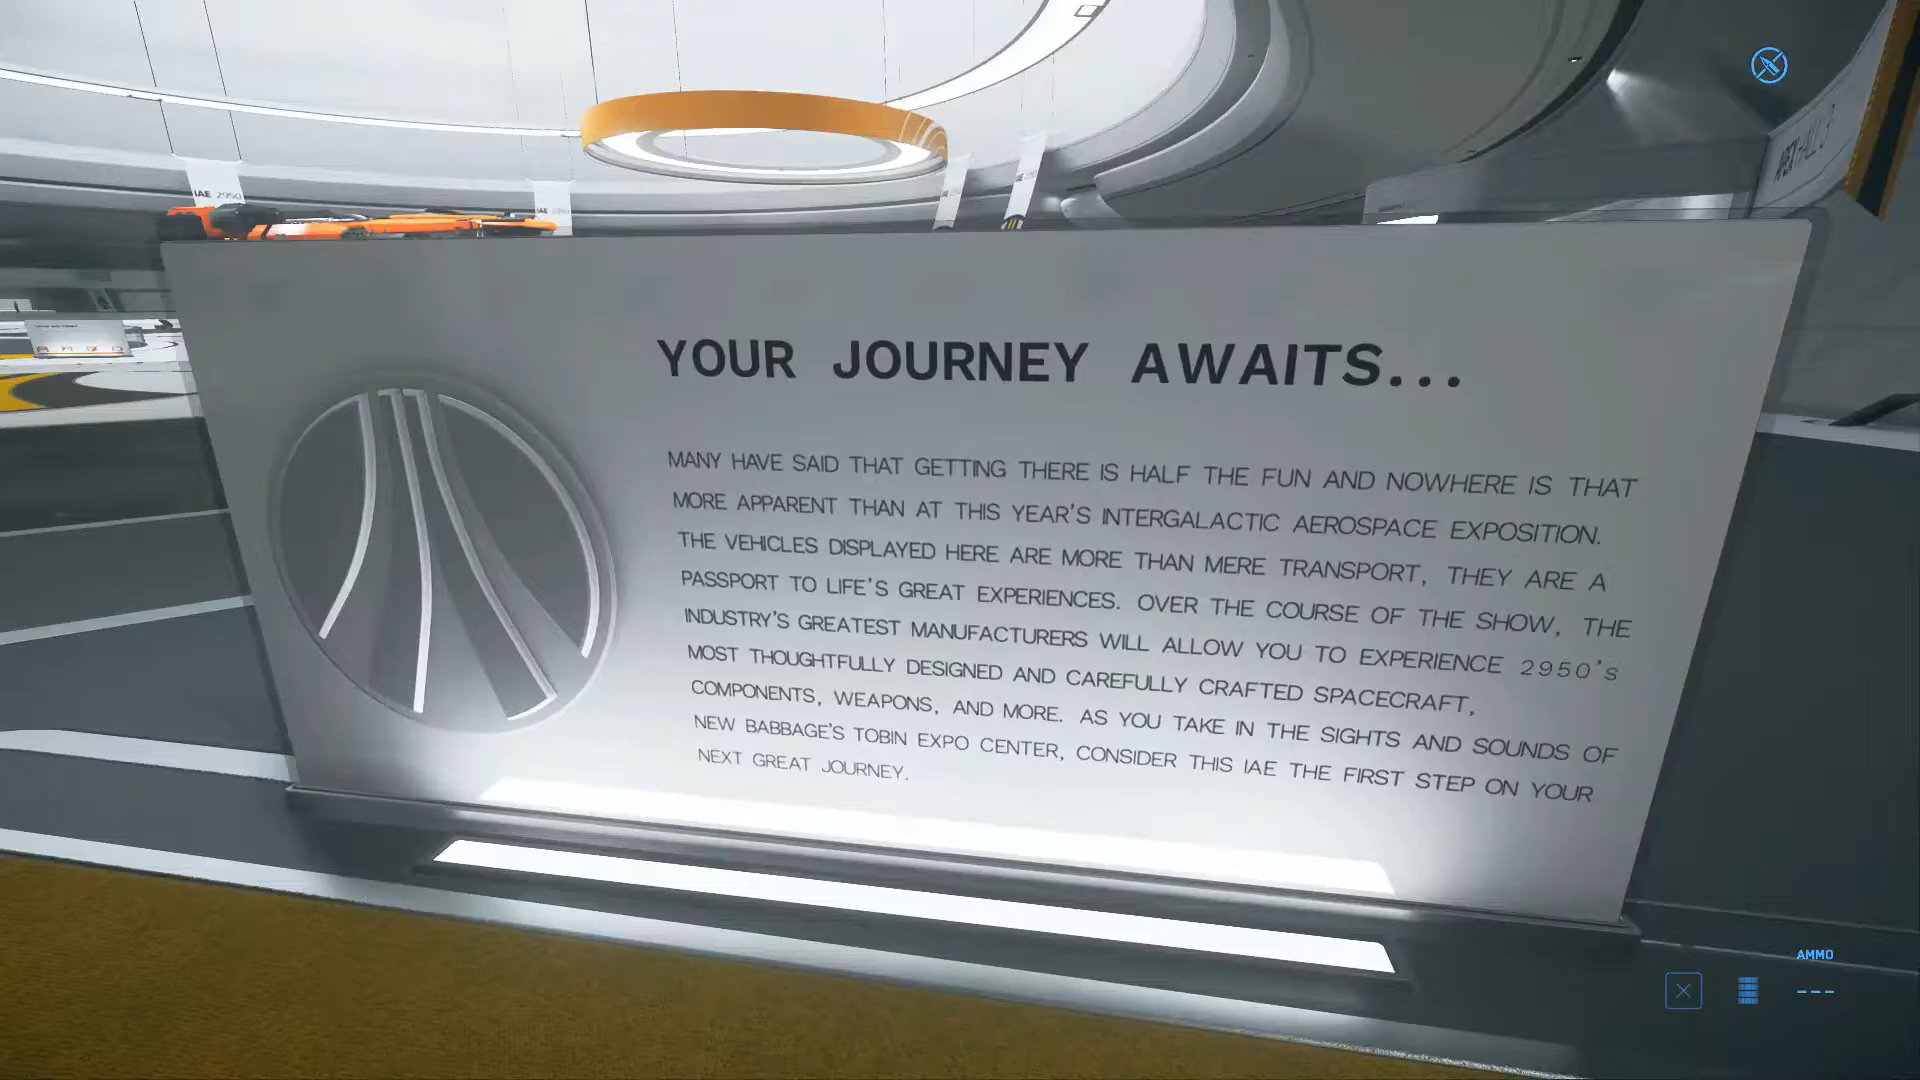 IAE 2950
APEX HALL 3
YOUR JOURNEY AWAITS...
MANY HAVE SAID THAT GETTING THERE IS HALF THE FUN AND NOWHERE IS THAT
MORE APPARENT THAN AT THIS YEAR'S INTERGALACTIC AEROSPACE EXPOSITION.
THE VEHICLES DISPLAYED HERE ARE MORE THAN MERE TRANSPORT, THEY ARE A
PASSPORT TO LIFE'S GREAT EXPERIENCES. OVER THE COURSE OF THE SHOW, THE
INDUSTRY'S GREATEST MANUFACTURERS WILL ALLOW YOU TO EXPERIENCE 2950's
MOST THOUGHTFULLY DESIGNED AND CAREFULLY CRAFTED SPACECRAFT,
COMPONENTS, WEAPONS, AND MORE. AS YOU TAKE IN THE SIGHTS AND SOUNDS OF
NEW BABBAGE'S TOBIN EXPO CENTER, CONSIDER THIS IAE THE FIRST STEP ON YOUR
NEXT GREAT JOURNEY.
AMMO
---